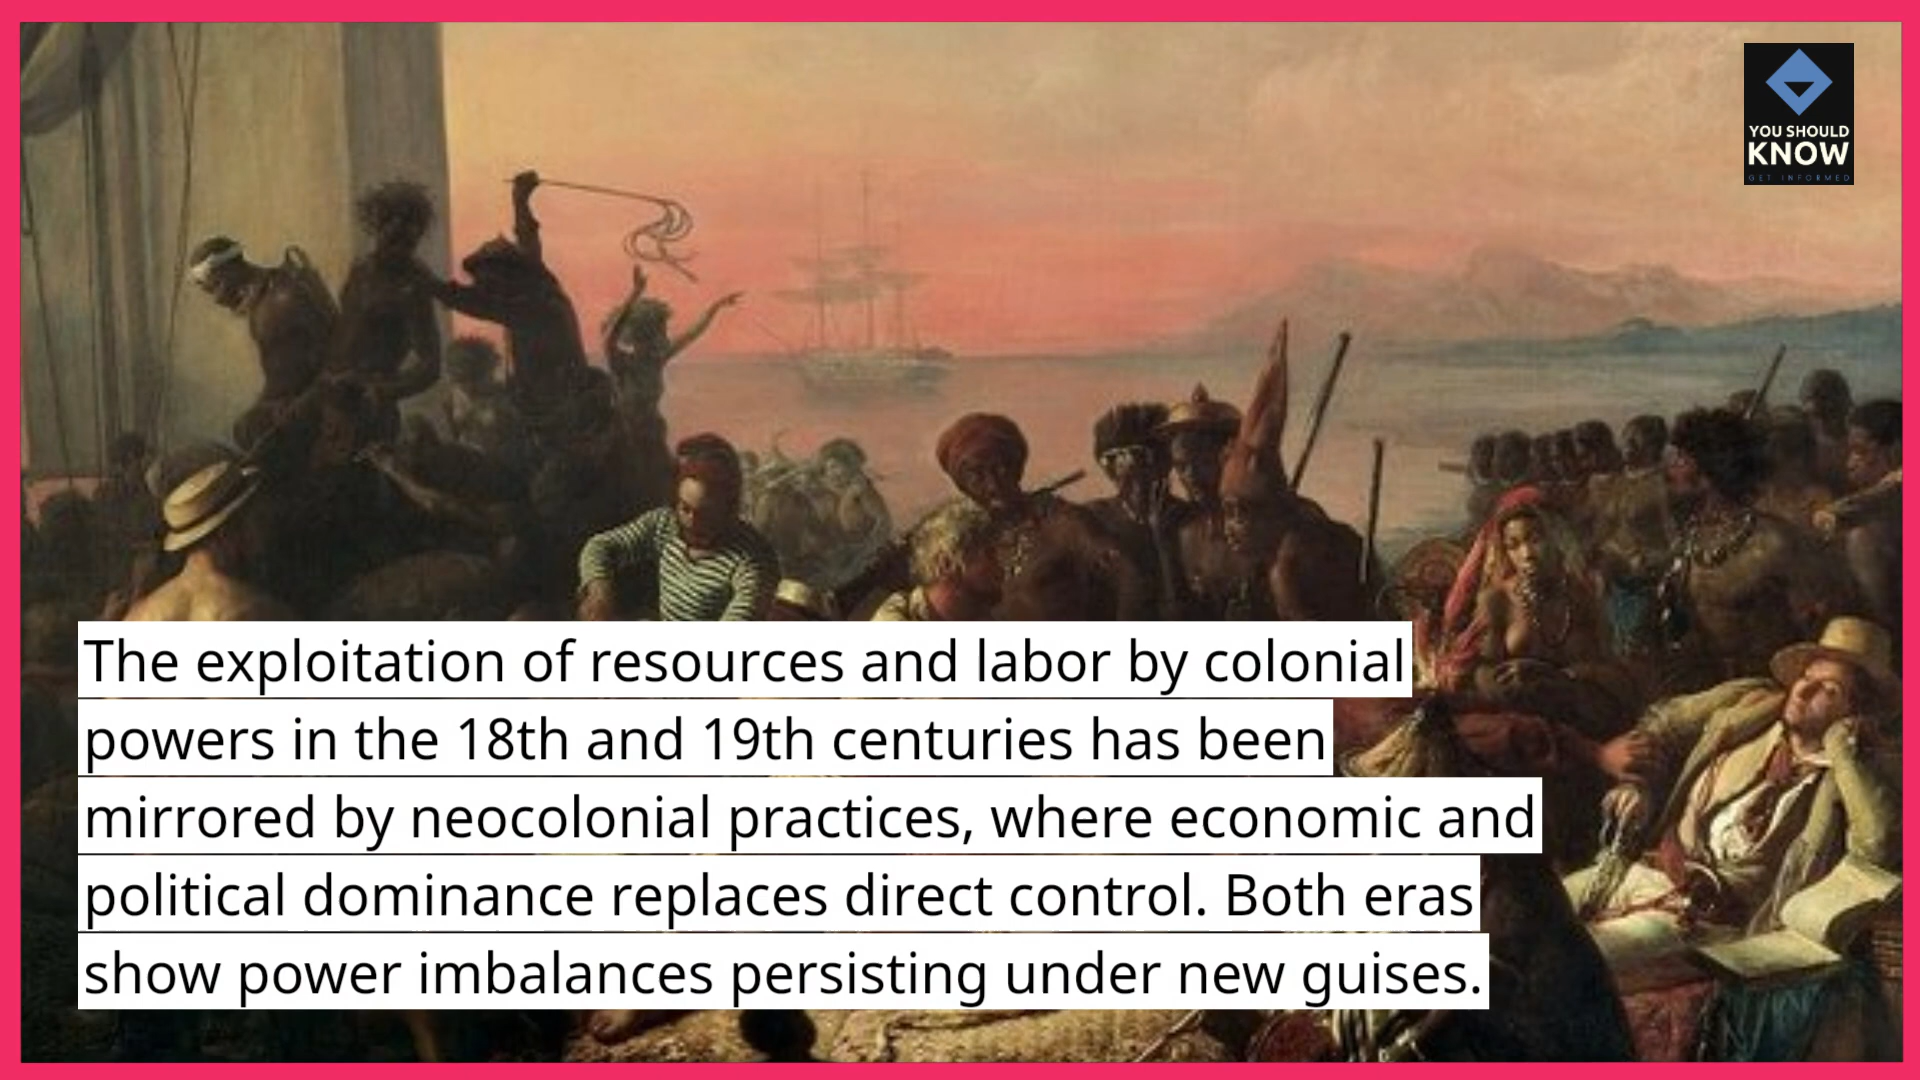 YOU SHOULD
KNOW
GET INFORMED
The exploitation of resources and labor by colonial
powers in the 18th and 19th centuries has been
mirrored by neocolonial practices, where economic and
political dominance replaces direct control. Both eras
show power imbalances persisting under new guises.